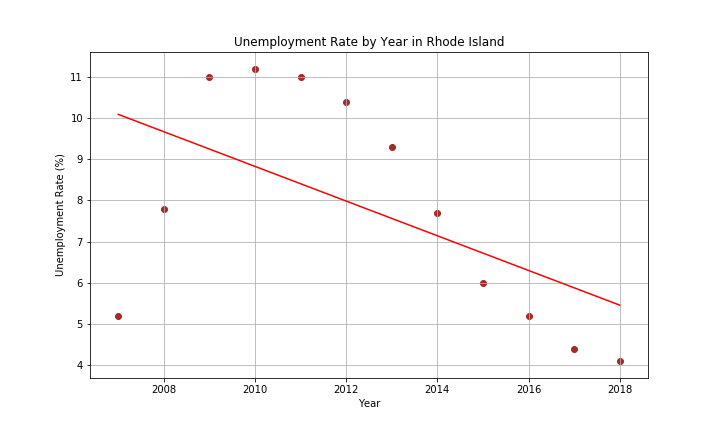 Unemployment Rate by Year in Rhode Island
Unemployment Rate (%)
11
10
9
8
7
6
5
4
2008 2010 2012 2014 2016 2018
Year